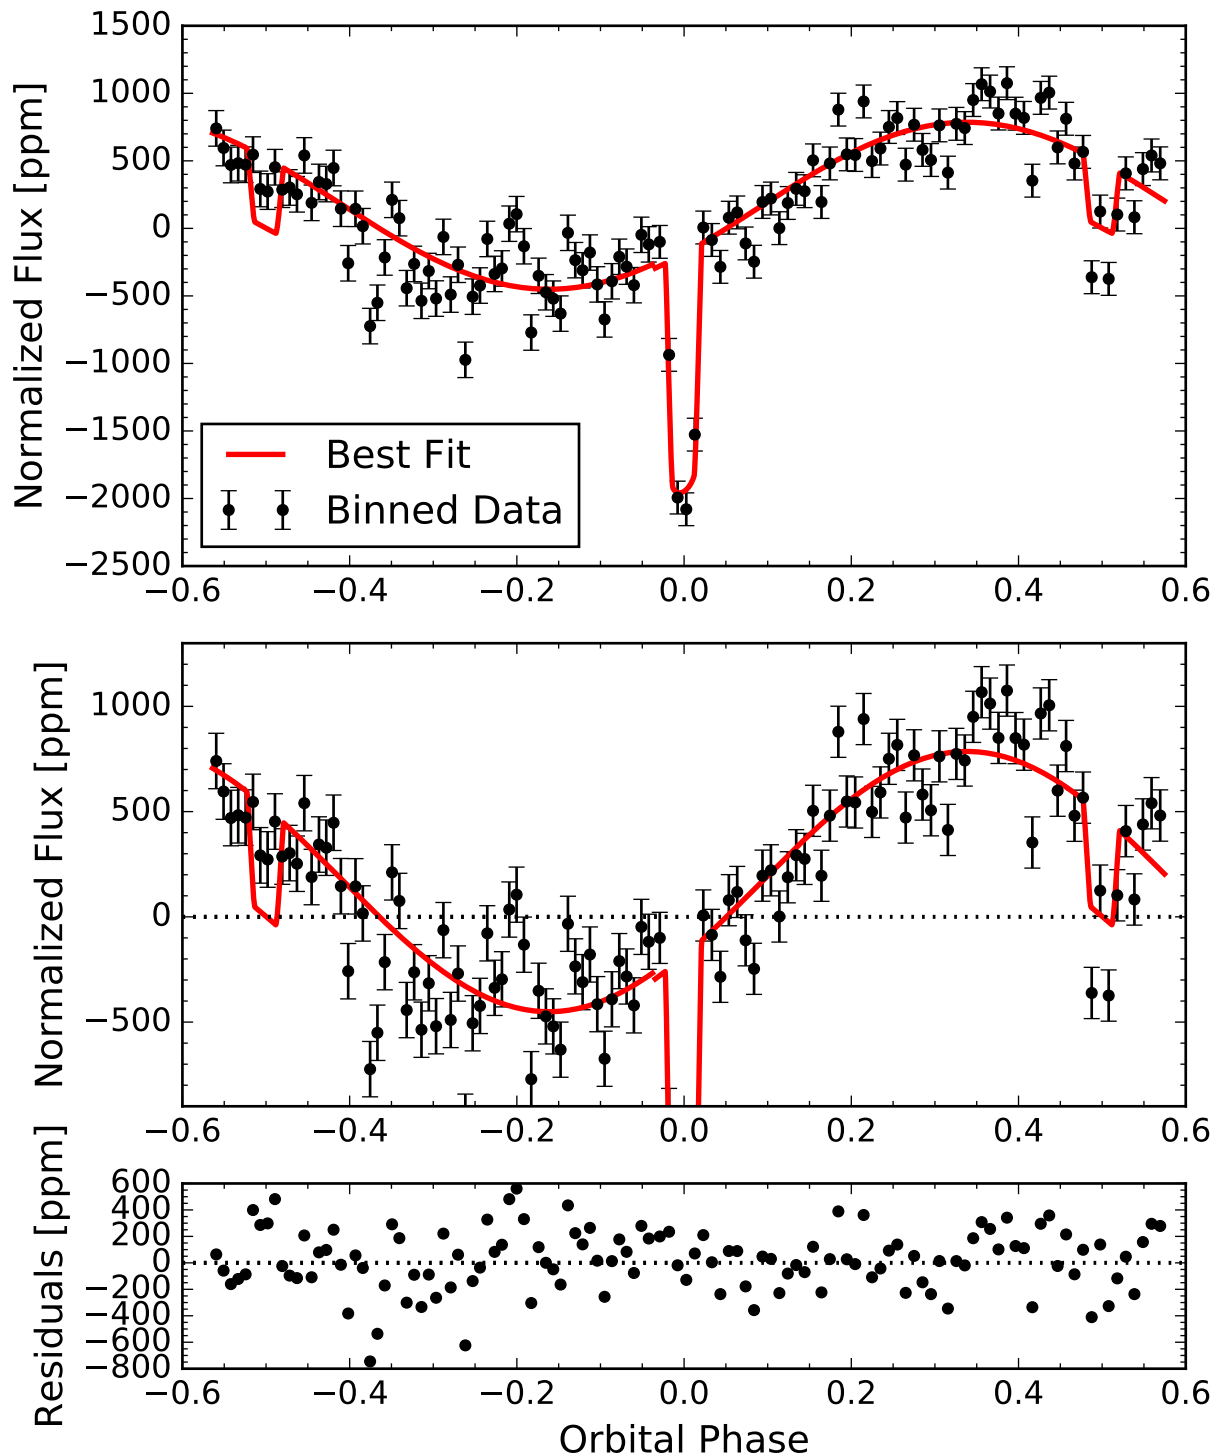 Normalized Flux [ppm]
1500
1000
500
0
−500
−1000
−1500
−2000
−2500
Best Fit
Binned Data
−0.6 −0.4 −0.2 0.0 0.2 0.4 0.6
Normalized Flux [ppm]
1000
500
0
−500
−0.6 −0.4 −0.2 0.0 0.2 0.4 0.6
Residuals [ppm]
600
400
200
0
−200
−400
−600
−800
−0.6 −0.4 −0.2 0.0 0.2 0.4 0.6
Orbital Phase